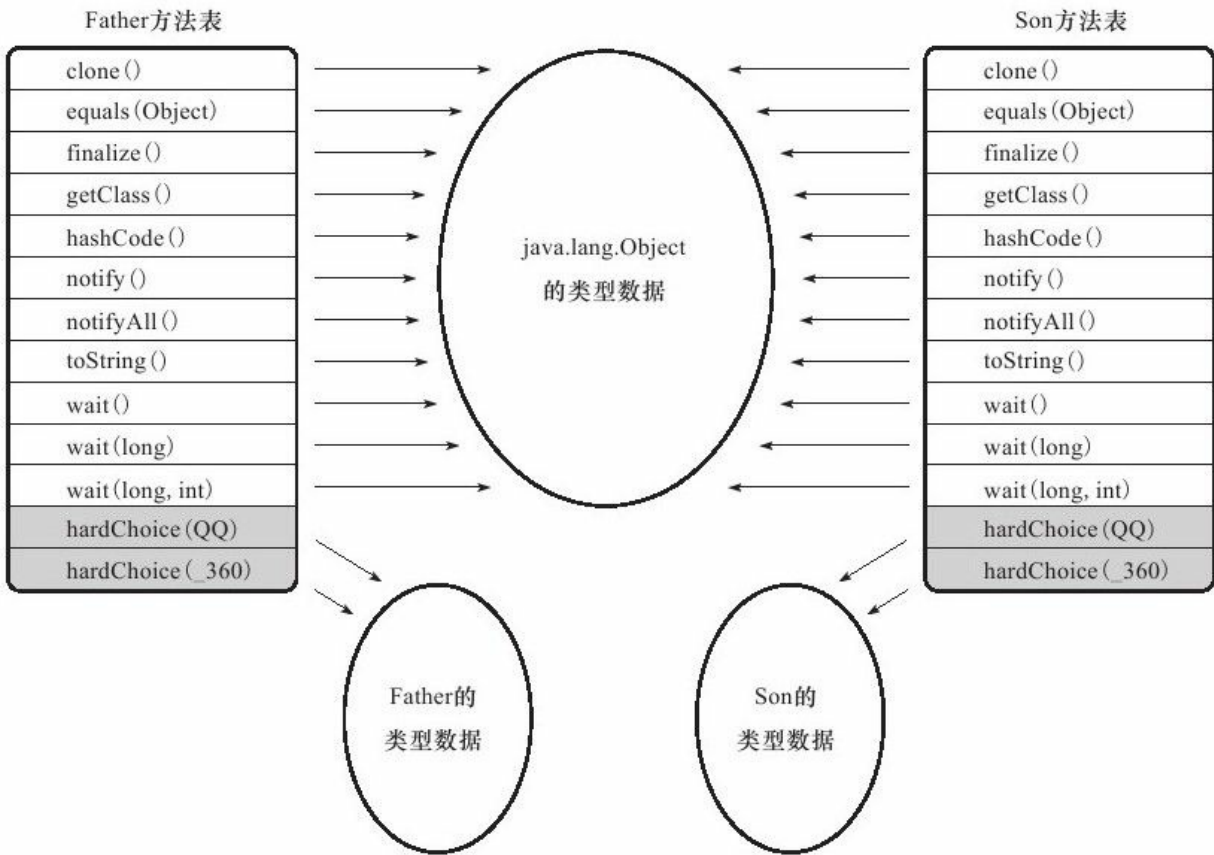 Father方法表
clone()
equals(Object)
finalize()
getClass()
hashCode()
notify()
notifyAll()
toString()
wait()
wait(long)
wait(long, int)
hardChoice(QQ)
hardChoice(_360)
java.lang.Object
的类型数据
Son方法表
clone()
equals(Object)
finalize()
getClass()
hashCode()
notify()
notifyAll()
toString()
wait()
wait(long)
wait(long, int)
hardChoice(QQ)
hardChoice(_360)
Father的
类型数据
Son的
类型数据